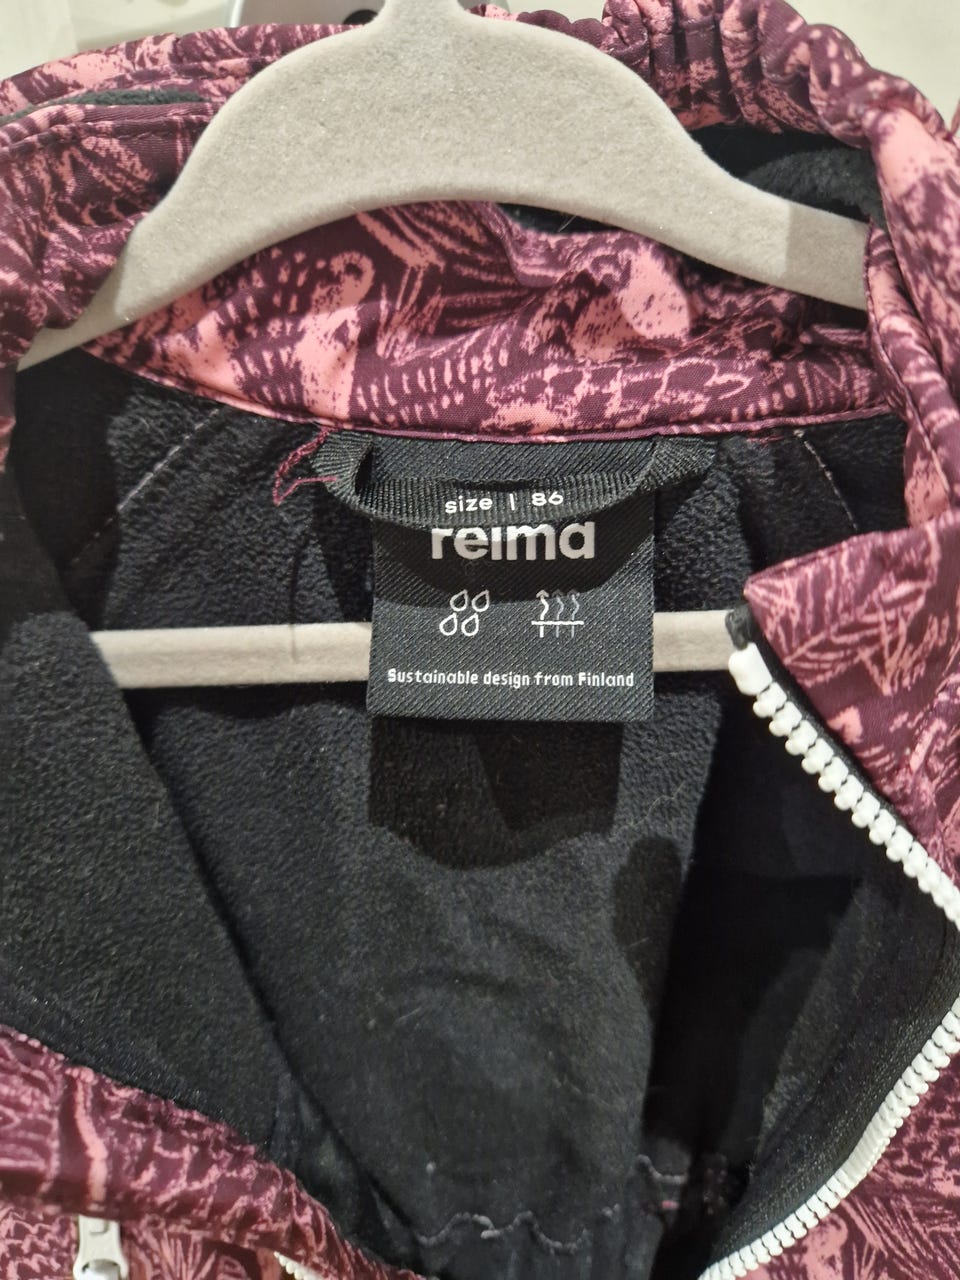 size | 86
reima
Sustainable design from Finland